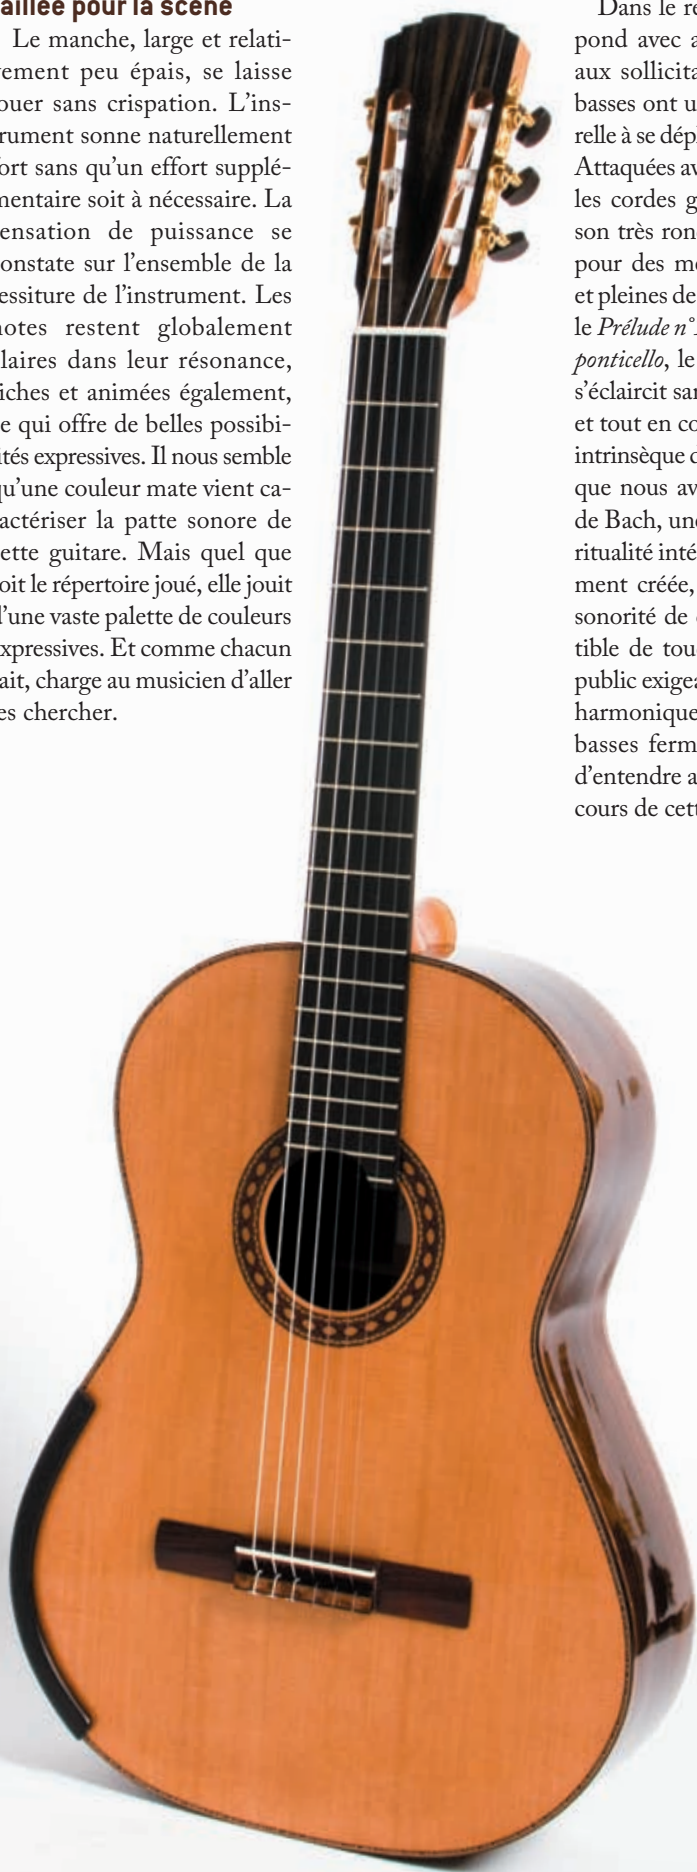 aillée pour la scène
Le manche, large et relati-
vement peu épais, se laisse
ouer sans crispation. L'ins-
trument sonne naturellement
fort sans qu'un effort supplé-
mentaire soit à nécessaire. La
sensation de puissance se
constate sur l'ensemble de la
tessiture de l'instrument. Les
notes restent globalement
claires dans leur résonance,
riches et animées également,
ce qui offre de belles possibi-
lités expressives. Il nous semble
qu'une couleur mate vient ca-
ractériser la patte sonore de
cette guitare. Mais quel que
soit le répertoire joué, elle jouit
d'une vaste palette de couleurs
expressives. Et comme chacun
sait, charge au musicien d'aller
les chercher.
Dans le re
pond avec a
aux sollicita
basses ont u
relle à se dépl
Attaquées av
les cordes g
son très rond
pour des mé
et pleines de
le Prélude n°
ponticello, le
s'éclaircit san
et tout en co
intrinsèque d
que nous av
de Bach, une
ritualité inté
ment créée,
sonorité de c
tible de touc
public exigea
harmonique
basses ferm
d'entendre a
cours de cett